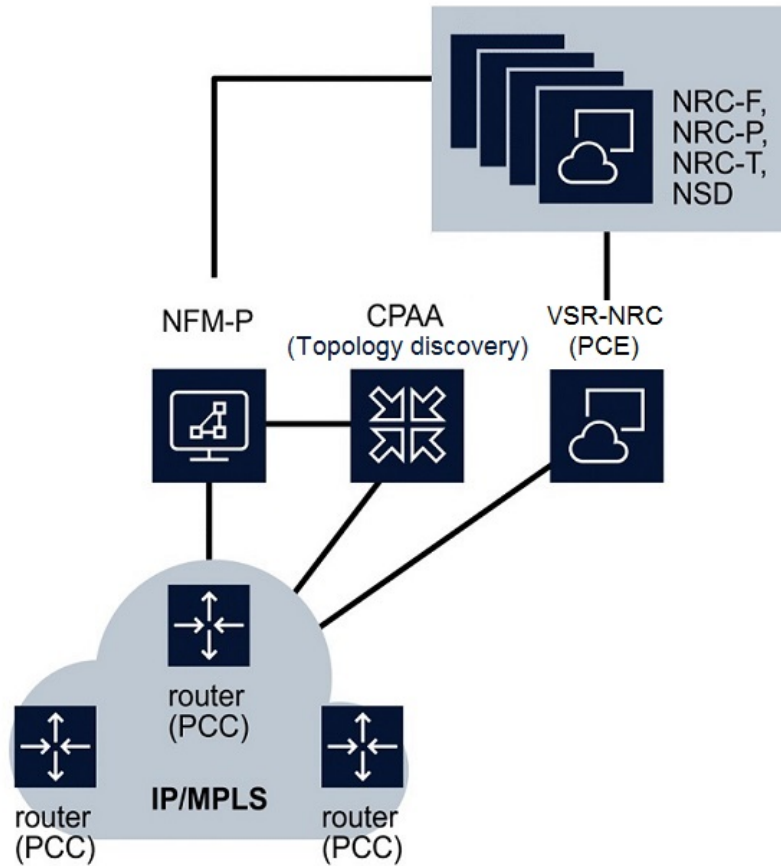 NRC-F,
NRC-P,
NRC-T,
NSD
NFM-P
CPAA
(Topology discovery)
VSR-NRC
(PCE)
router
(PCC)
router
(PCC)
IP/MPLS
router
(PCC)